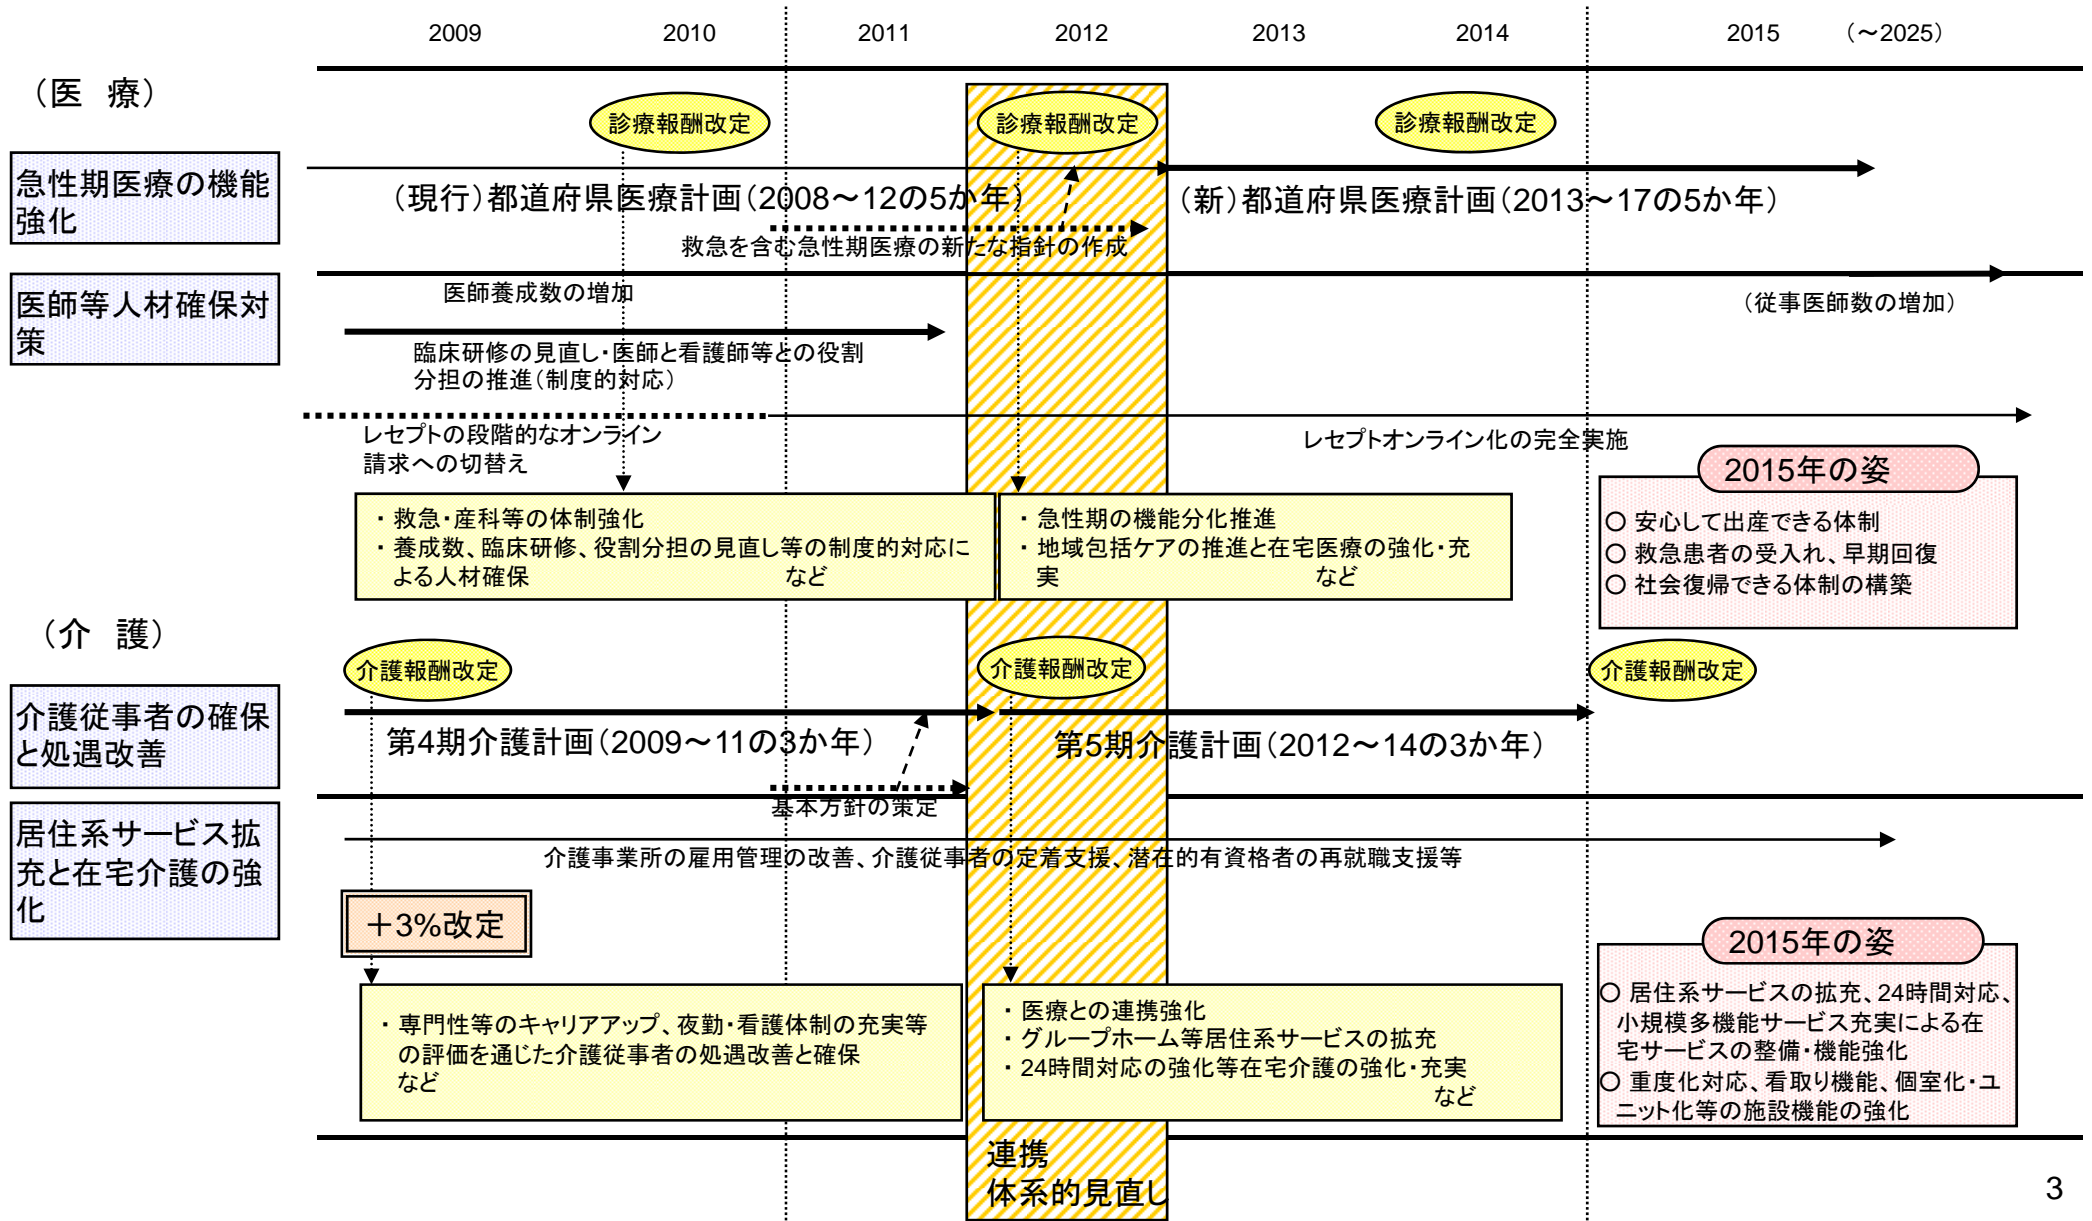 2009 2010 2011 2012 2013 2014 2015 （～2025）
（医　療）
診療報酬改定
診療報酬改定
診療報酬改定
急性期医療の機能
強化
（現行）都道府県医療計画（2008～12の5か年）
（新）都道府県医療計画（2013～17の5か年）
救急を含む急性期医療の新たな指針の作成
医師等人材確保対
策
医師養成数の増加
（従事医師数の増加）
臨床研修の見直し・医師と看護師等との役割
分担の推進（制度的対応）
レセプトの段階的なオンライン
請求への切替え
レセプトオンライン化の完全実施
・ 救急・産科等の体制強化
・ 養成数、臨床研修、役割分担の見直し等の制度的対応に
よる人材確保　　　　　　　　　　　など
・ 急性期の機能分化推進
・ 地域包括ケアの推進と在宅医療の強化・充
実　　　　　　　　　　　など
2015年の姿
○ 安心して出産できる体制
○ 救急患者の受入れ、早期回復
○ 社会復帰できる体制の構築
（介　護）
介護報酬改定
介護報酬改定
介護報酬改定
介護従事者の確保
と処遇改善
第4期介護計画（2009～11の3か年）
第5期介護計画（2012～14の3か年）
基本方針の策定
居住系サービス拡
充と在宅介護の強
化
介護事業所の雇用管理の改善、介護従事者の定着支援、潜在的有資格者の再就職支援等
＋3%改定
・ 専門性等のキャリアアップ、夜勤・看護体制の充実等
の評価を通じた介護従事者の処遇改善と確保
など
・ 医療との連携強化
・ グループホーム等居住系サービスの拡充
・ 24時間対応の強化等在宅介護の強化・充実
など
2015年の姿
○ 居住系サービスの拡充、24時間対応、
小規模多機能サービス充実による在
宅サービスの整備・機能強化
○ 重度化対応、看取り機能、個室化・ユ
ニット化等の施設機能の強化
連携
体系的見直し
3